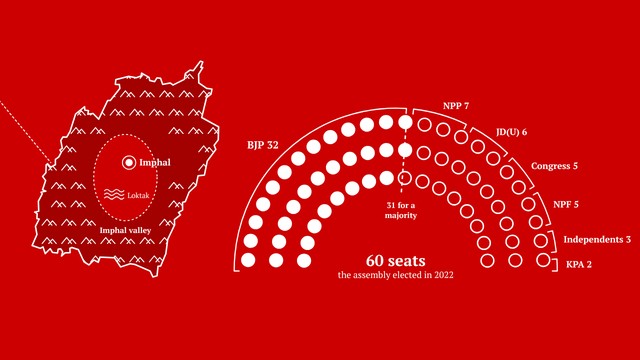 Imphal
Loktak
Imphal valley
BJP 32
NPP 7
JD(U) 6
Congress 5
NPF 5
Independents 3
KPA 2
31 for a
majority
60 seats
the assembly elected in 2022